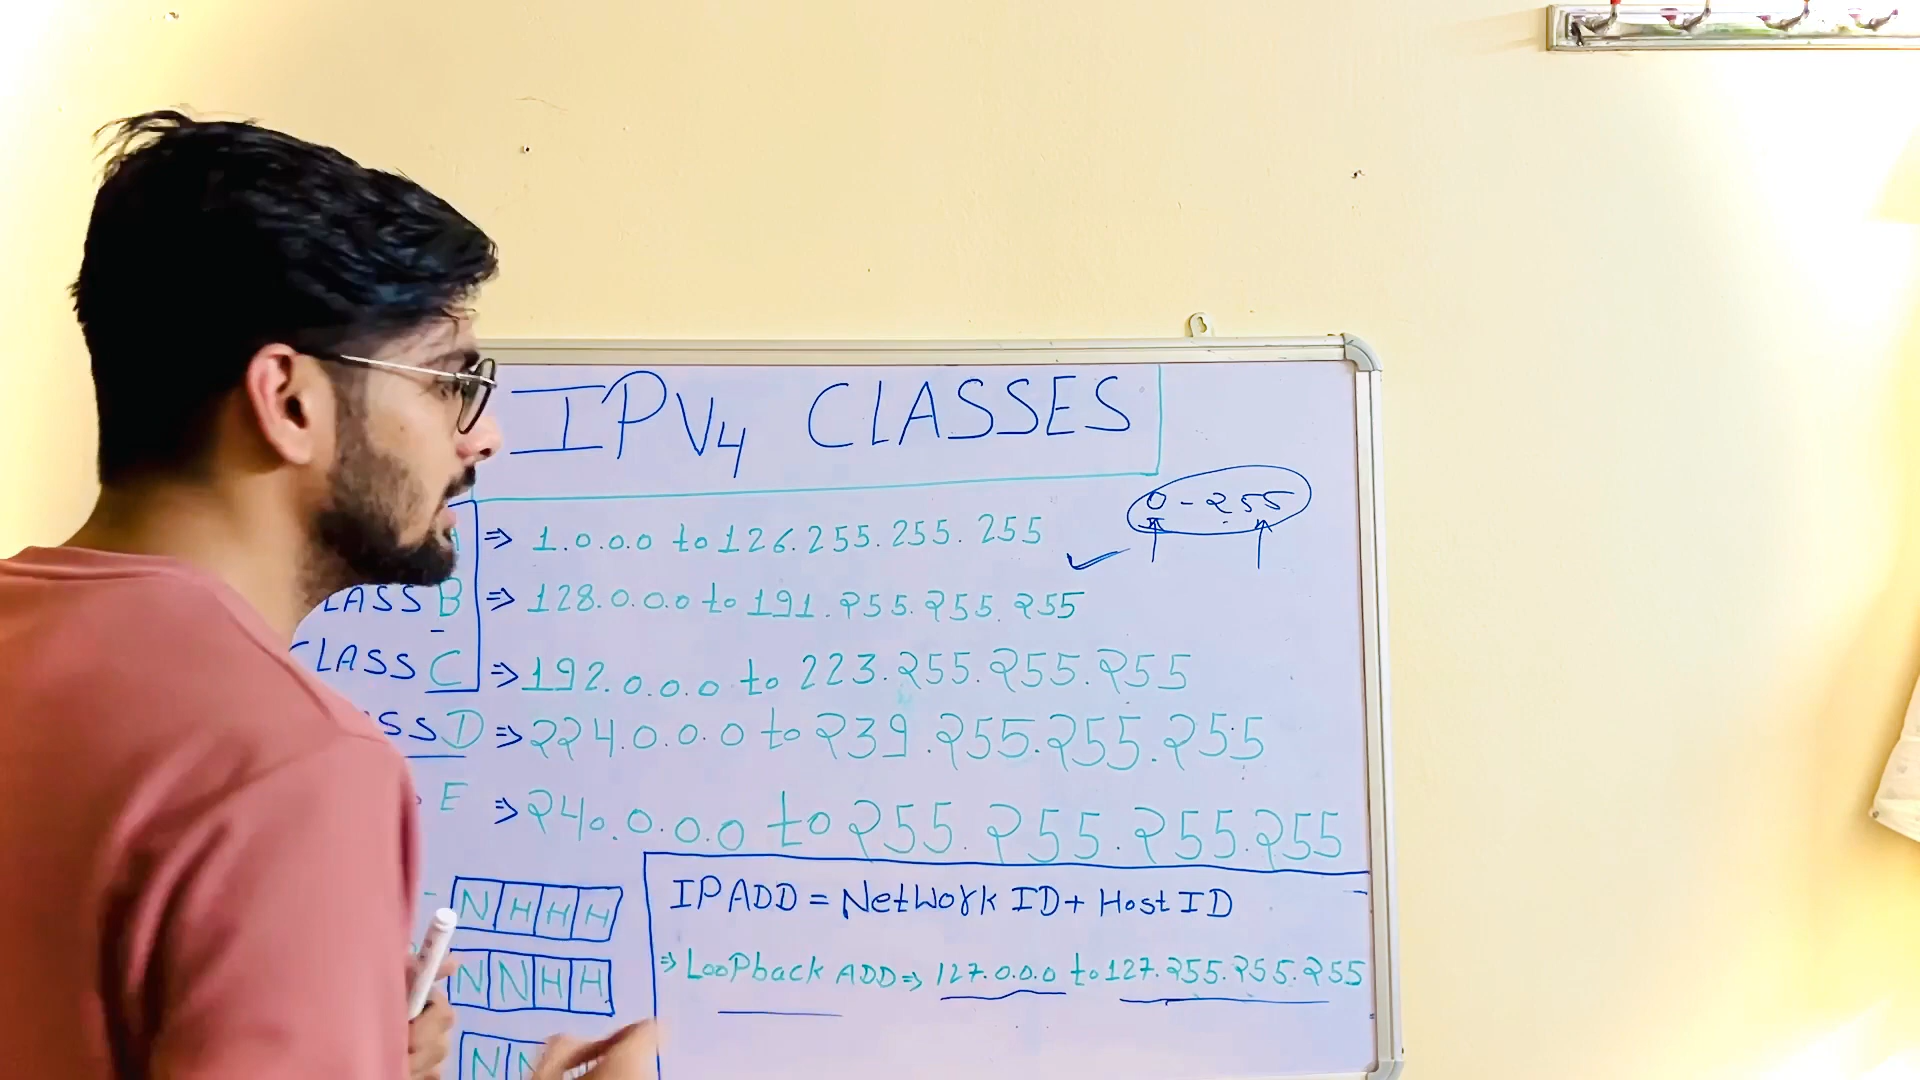 IPV4 CLASSES
0-255
A ⇒ 1.0.0.0 to 126.255.255.255
LASS B ⇒ 128.0.0.0 to 191.255.255.255
CLASS C ⇒ 192.0.0.0 to 223.255.255.255
SS D ⇒ 224.0.0.0 to 239.255.255.255
E ⇒ 240.0.0.0 to 255.255.255.255
N H H H
N N H H
N N
IP ADD = Network ID + Host ID
⇒ LooPback ADD ⇒ 127.0.0.0 to 127.255.255.255